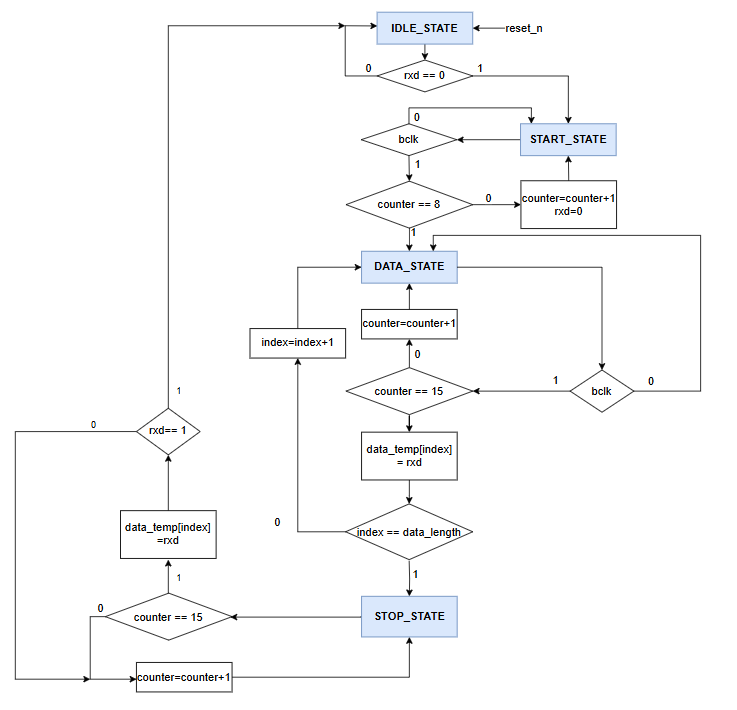 IDLE_STATE
reset_n
rxd == 0
0
1
START_STATE
bclk
0
1
counter == 8
0
1
counter=counter+1
rxd=0
DATA_STATE
counter=counter+1
index=index+1
0
counter == 15
1
bclk
0
data_temp[index]
= rxd
index == data_length
0
1
STOP_STATE
counter == 15
0
1
data_temp[index]
=rxd
rxd== 1
0
1
counter=counter+1